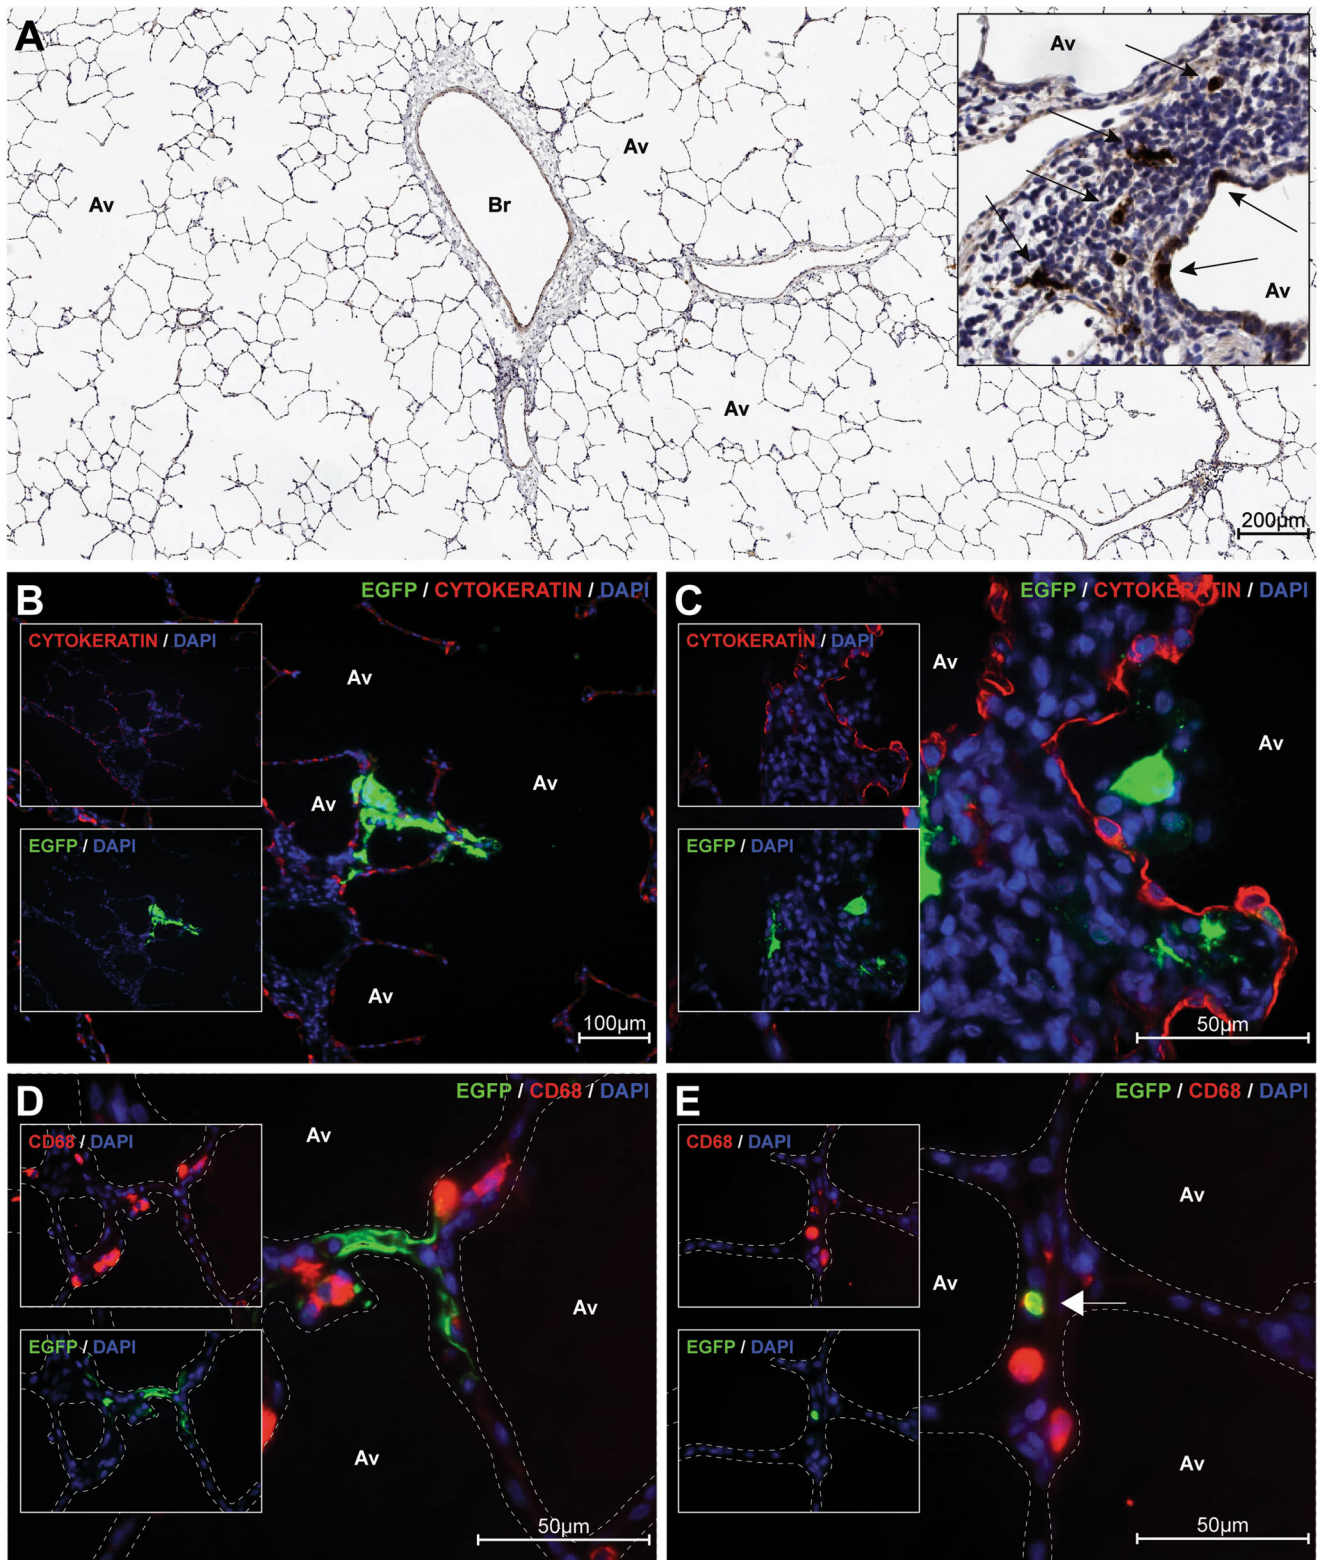 A
Av
Av
Av
Br
Av
Av
Av
200µm
B
EGFP / CYTOKERATIN / DAPI
CYTOKERATIN / DAPI
Av
Av
Av
EGFP / DAPI
Av
100µm
C
EGFP / CYTOKERATIN / DAPI
CYTOKERATIN / DAPI
Av
Av
EGFP / DAPI
50µm
D
EGFP / CD68 / DAPI
CD68 / DAPI
Av
Av
EGFP / DAPI
Av
50µm
E
EGFP / CD68 / DAPI
CD68 / DAPI
Av
Av
EGFP / DAPI
Av
50µm